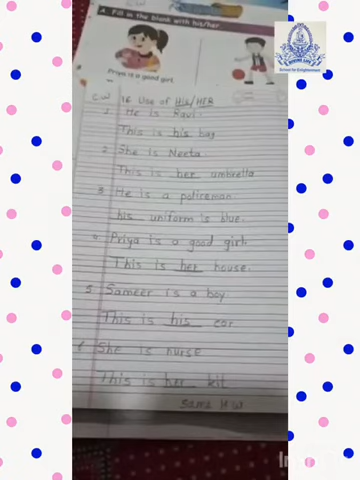 A. Fill in the blank with his/her
Priya is a good girl.
CW 16 Use of His/HER
1. He is Ravi.
This is his bag
2. She is Neeta
This is her umbrella
3 He is a policeman.
his uniform is blue.
4 Priya is a good girl.
This is her house.
5 Sameer is a boy
This is his car
6 She is nurse
This is her kit
Same HW